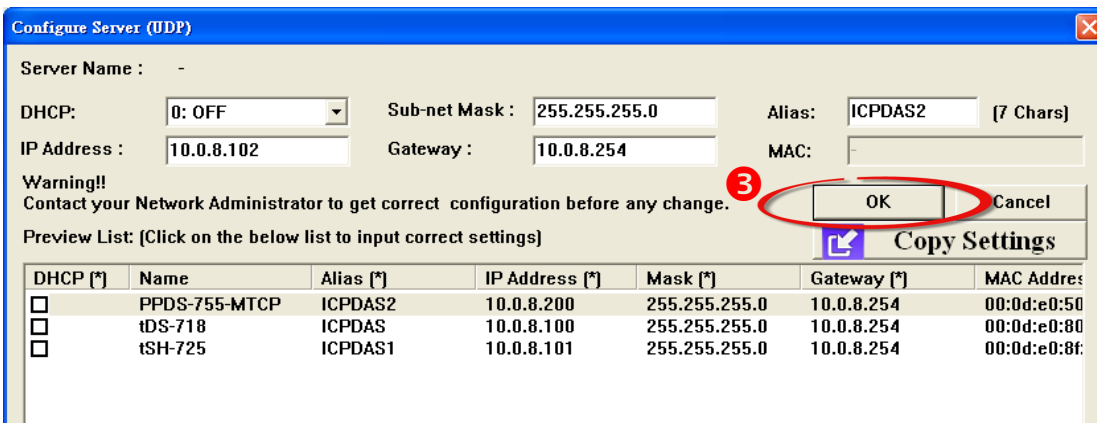 Configure Server (UDP)
Server Name : -
DHCP: 0: OFF Sub-net Mask : 255.255.255.0 Alias: ICPDAS2 (7 Chars)
IP Address : 10.0.8.102 Gateway : 10.0.8.254 MAC: -
Warning!!
3
Contact your Network Administrator to get correct configuration before any change. OK Cancel
Preview List: (Click on the below list to input correct settings) Copy Settings
DHCP (*) Name Alias (*) IP Address (*) Mask (*) Gateway (*) MAC Addres
PPDS-755-MTCP ICPDAS2 10.0.8.200 255.255.255.0 10.0.8.254 00:0d:e0:50
tDS-718 ICPDAS 10.0.8.100 255.255.255.0 10.0.8.254 00:0d:e0:80
tSH-725 ICPDAS1 10.0.8.101 255.255.255.0 10.0.8.254 00:0d:e0:8f: